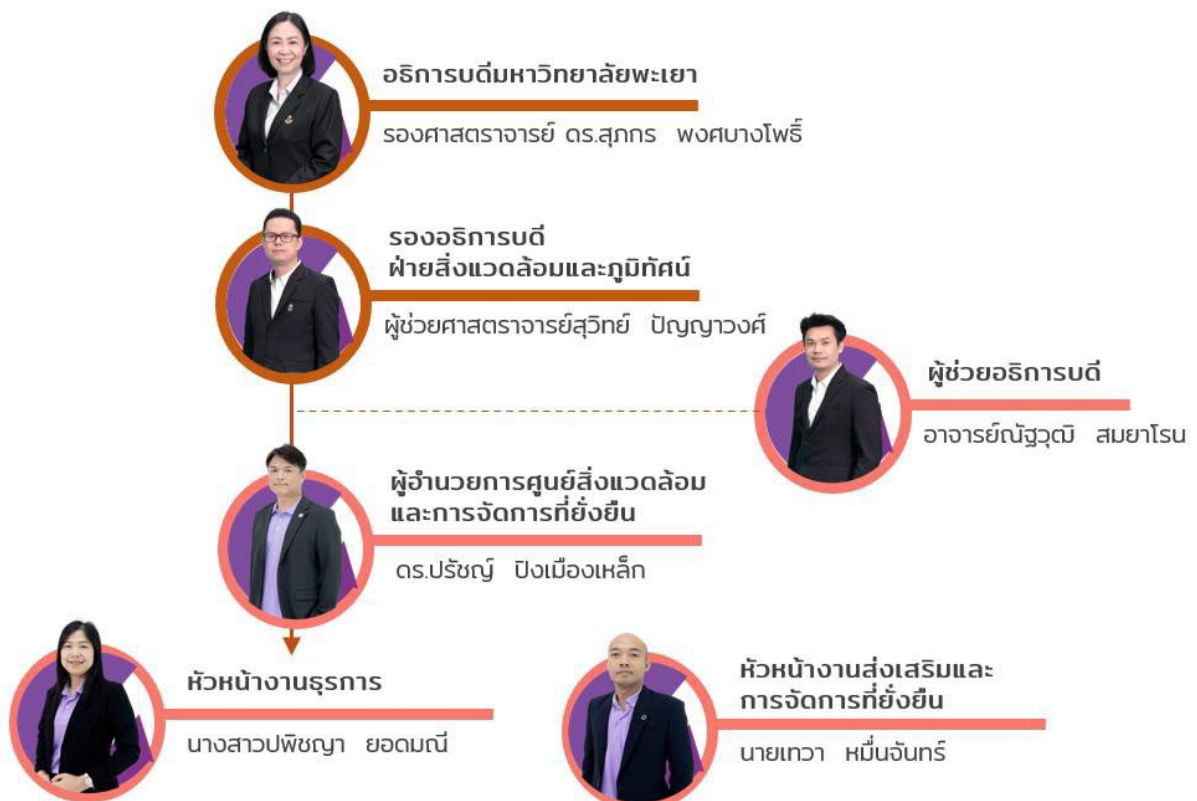 อธิการบดีมหาวิทยาลัยพะเยา
รองศาสตราจารย์ ดร.สุภกร พงศบางโพธิ์
รองอธิการบดี
ฝ่ายสิ่งแวดล้อมและภูมิทัศน์
ผู้ช่วยศาสตราจารย์สุวิทย์ ปัญญาวงศ์
ผู้ช่วยอธิการบดี
อาจารย์ณัฐวุฒิ สมยาโรน
ผู้อำนวยการศูนย์สิ่งแวดล้อม
และการจัดการที่ยั่งยืน
ดร.ปรัชญ์ ปิงเมืองเหล็ก
หัวหน้างานธุรการ
นางสาวปพิชญา ยอดมณี
หัวหน้างานส่งเสริมและ
การจัดการที่ยั่งยืน
นายเทวา หมื่นจันทร์